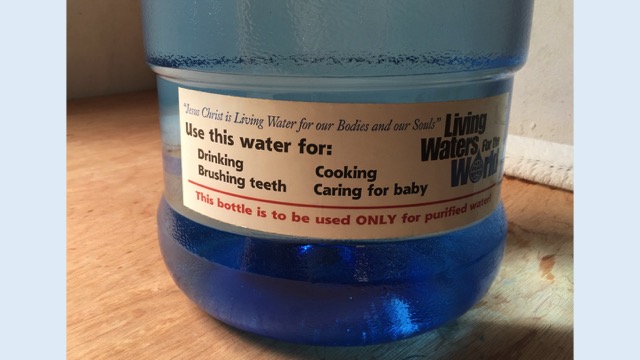 "Jesus Christ is Living Water for our Bodies and our Souls"
Use this water for:
Drinking
Brushing teeth
Cooking
Caring for baby
This bottle is to be used ONLY for purified water!
Living
Waters for the
World